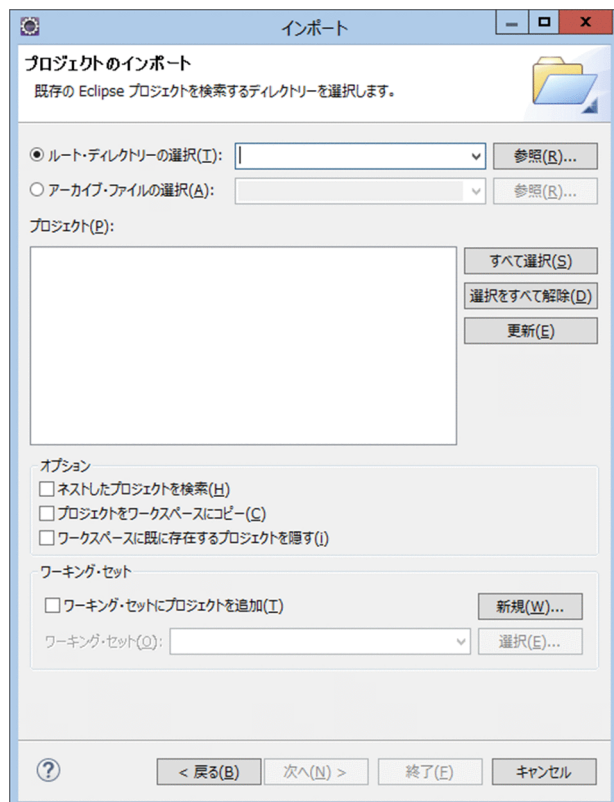 インポート
プロジェクトのインポート
既存の Eclipse プロジェクトを検索するディレクトリーを選択します。
ルート・ディレクトリーの選択(T):
参照(R)...
アーカイブ・ファイルの選択(A):
参照(R)...
プロジェクト(P):
すべて選択(S)
選択をすべて解除(D)
更新(E)
オプション
ネストしたプロジェクトを検索(H)
プロジェクトをワークスペースにコピー(C)
ワークスペースに既に存在するプロジェクトを隠す(i)
ワーキング・セット
ワーキング・セットにプロジェクトを追加(T)
新規(W)...
ワーキング・セット(O):
選択(E)...
< 戻る(B)
次へ(N) >
終了(F)
キャンセル